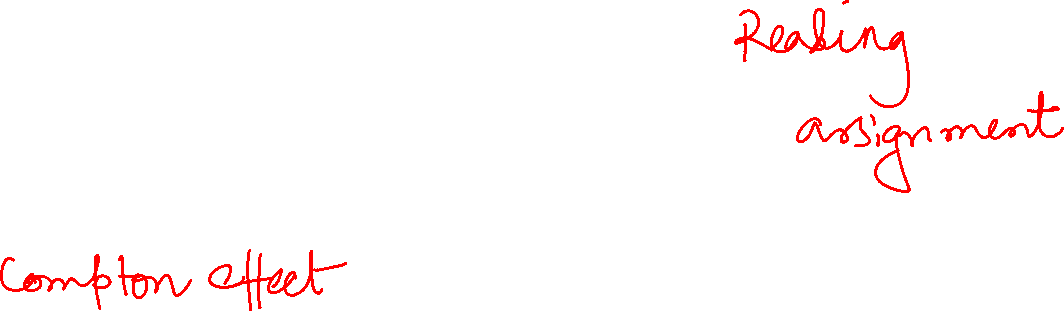 Reading
assignment
Compton effect